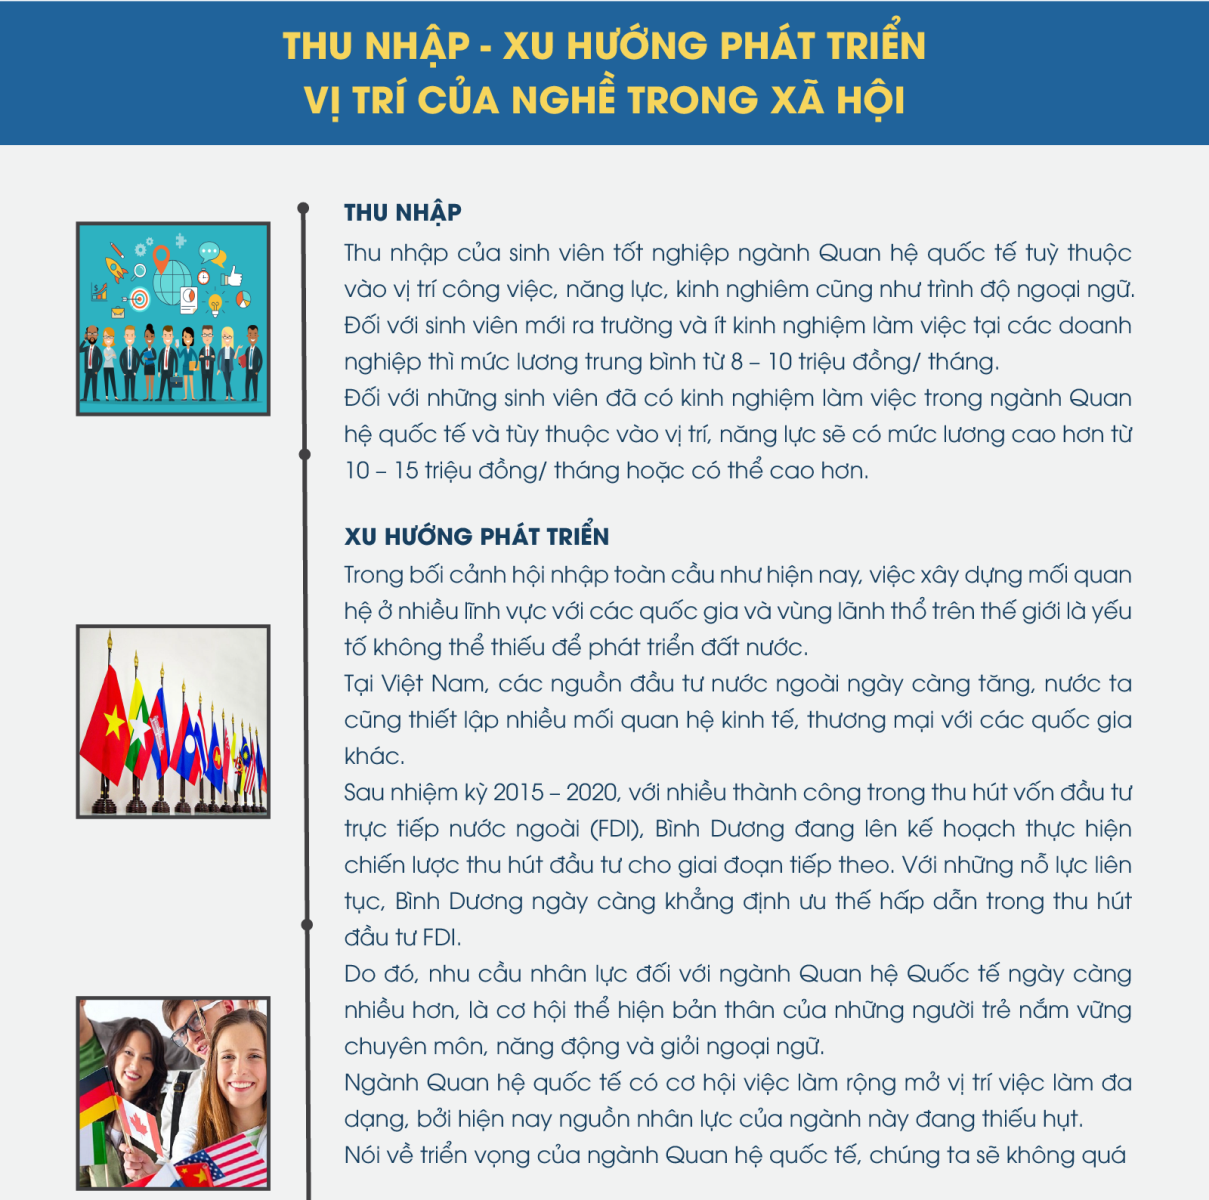 THU NHẬP - XU HƯỚNG PHÁT TRIỂN
VỊ TRÍ CỦA NGHỀ TRONG XÃ HỘI
THU NHẬP
Thu nhập của sinh viên tốt nghiệp ngành Quan hệ quốc tế tuỳ thuộc
vào vị trí công việc, năng lực, kinh nghiêm cũng như trình độ ngoại ngữ.
Đối với sinh viên mới ra trường và ít kinh nghiệm làm việc tại các doanh
nghiệp thì mức lương trung bình từ 8 – 10 triệu đồng/ tháng.
Đối với những sinh viên đã có kinh nghiệm làm việc trong ngành Quan
hệ quốc tế và tùy thuộc vào vị trí, năng lực sẽ có mức lương cao hơn từ
10 – 15 triệu đồng/ tháng hoặc có thể cao hơn.
XU HƯỚNG PHÁT TRIỂN
Trong bối cảnh hội nhập toàn cầu như hiện nay, việc xây dựng mối quan
hệ ở nhiều lĩnh vực với các quốc gia và vùng lãnh thổ trên thế giới là yếu
tố không thể thiếu để phát triển đất nước.
Tại Việt Nam, các nguồn đầu tư nước ngoài ngày càng tăng, nước ta
cũng thiết lập nhiều mối quan hệ kinh tế, thương mại với các quốc gia
khác.
Sau nhiệm kỳ 2015 – 2020, với nhiều thành công trong thu hút vốn đầu tư
trực tiếp nước ngoài (FDI), Bình Dương đang lên kế hoạch thực hiện
chiến lược thu hút đầu tư cho giai đoạn tiếp theo. Với những nỗ lực liên
tục, Bình Dương ngày càng khẳng định ưu thế hấp dẫn trong thu hút
đầu tư FDI.
Do đó, nhu cầu nhân lực đối với ngành Quan hệ Quốc tế ngày càng
nhiều hơn, là cơ hội thể hiện bản thân của những người trẻ nắm vững
chuyên môn, năng động và giỏi ngoại ngữ.
Ngành Quan hệ quốc tế có cơ hội việc làm rộng mở vị trí việc làm đa
dạng, bởi hiện nay nguồn nhân lực của ngành này đang thiếu hụt.
Nói về triển vọng của ngành Quan hệ quốc tế, chúng ta sẽ không quá